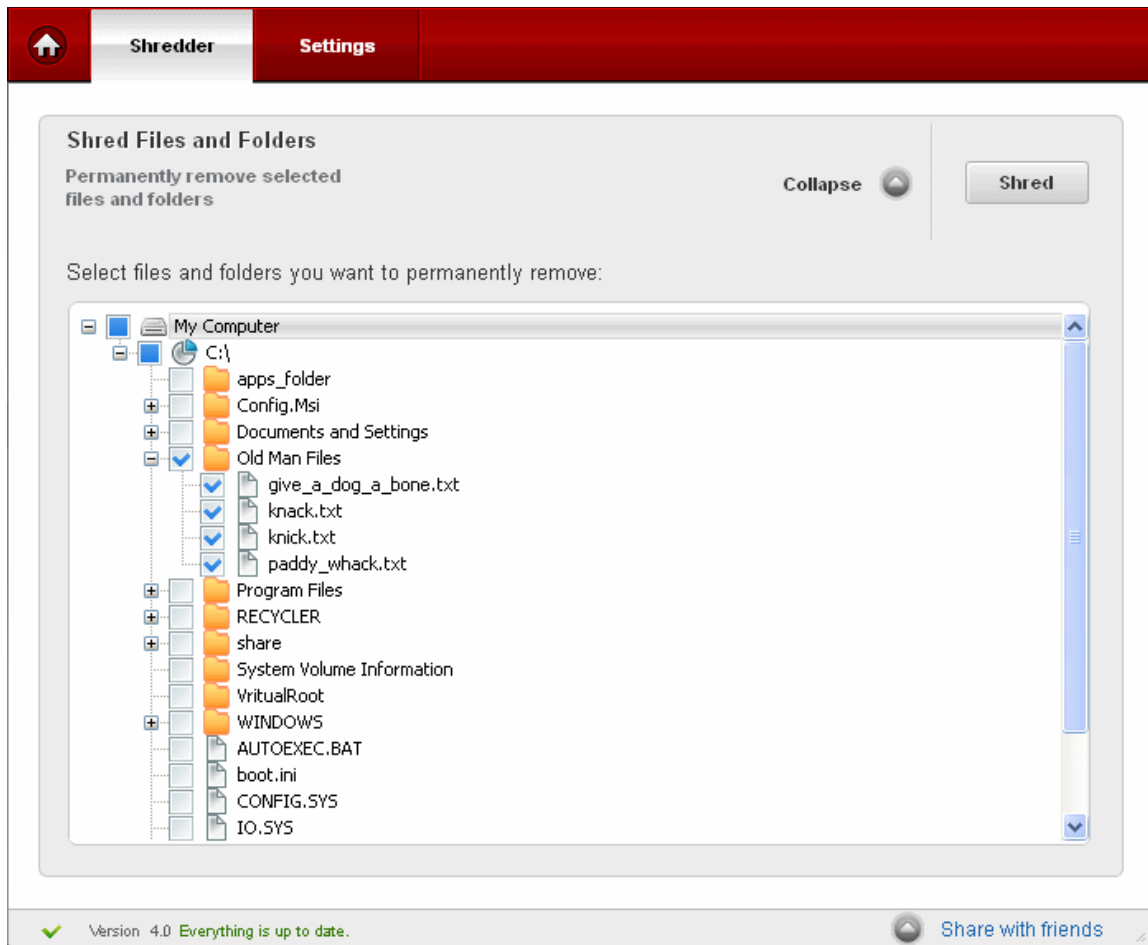 Shredder
Settings
Shred Files and Folders
Permanently remove selected
files and folders
Collapse
Shred
Select files and folders you want to permanently remove:
My Computer
C:\
apps_folder
Config.Msi
Documents and Settings
Old Man Files
give_a_dog_a_bone.txt
knack.txt
knick.txt
paddy_whack.txt
Program Files
RECYCLER
share
System Volume Information
VritualRoot
WINDOWS
AUTOEXEC.BAT
boot.ini
CONFIG.SYS
IO.SYS
Version 4.0 Everything is up to date.
Share with friends